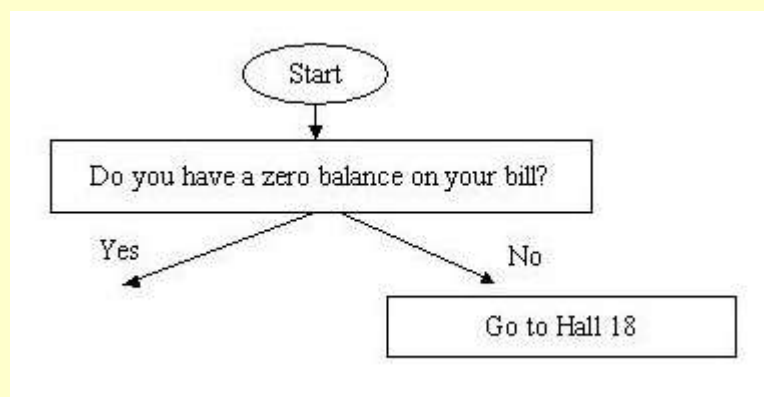 Start
Do you have a zero balance on your bill?
Yes
No
Go to Hall 18